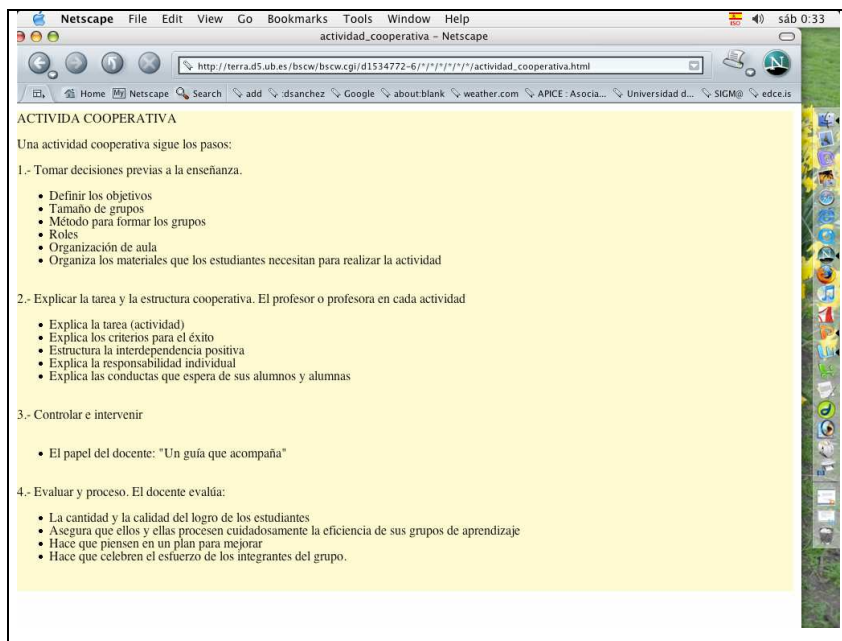 Netscape File Edit View Go Bookmarks Tools Window Help sáb 0:33
actividad_cooperativa – Netscape
http://terra.d5.ub.es/bscw/bscw.cgi/d1534772-6/*/*/*/*/*/*/actividad_cooperativa.html
Home Netscape Search add :dsanchez Google about:blank weather.com APICE : Asocia... Universidad d... SIGM@ edce.is
ACTIVIDA COOPERATIVA
Una actividad cooperativa sigue los pasos:
1.- Tomar decisiones previas a la enseñanza.
• Definir los objetivos
• Tamaño de grupos
• Método para formar los grupos
• Roles
• Organización de aula
• Organiza los materiales que los estudiantes necesitan para realizar la actividad
2.- Explicar la tarea y la estructura cooperativa. El profesor o profesora en cada actividad
• Explica la tarea (actividad)
• Explica los criterios para el éxito
• Estructura la interdependencia positiva
• Explica la responsabilidad individual
• Explica las conductas que espera de sus alumnos y alumnas
3.- Controlar e intervenir
• El papel del docente: "Un guía que acompaña"
4.- Evaluar y proceso. El docente evalúa:
• La cantidad y la calidad del logro de los estudiantes
• Asegura que ellos y ellas procesen cuidadosamente la eficiencia de sus grupos de aprendizaje
• Hace que piensen en un plan para mejorar
• Hace que celebren el esfuerzo de los integrantes del grupo.